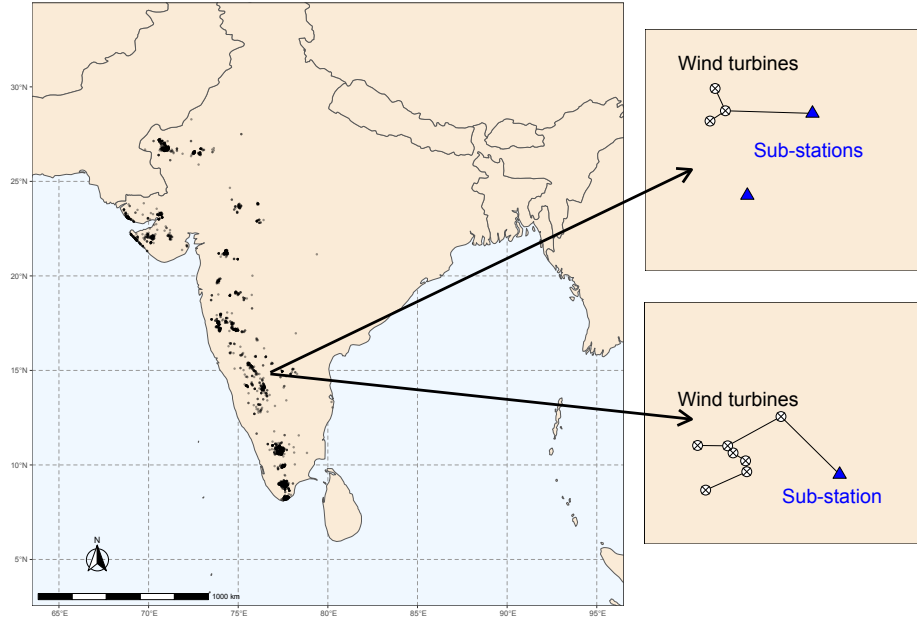 30°N
25°N
20°N
15°N
10°N
5°N
N
1000 km
65°E
70°E
75°E
80°E
85°E
90°E
95°E
Wind turbines
Sub-stations
Wind turbines
Sub-station